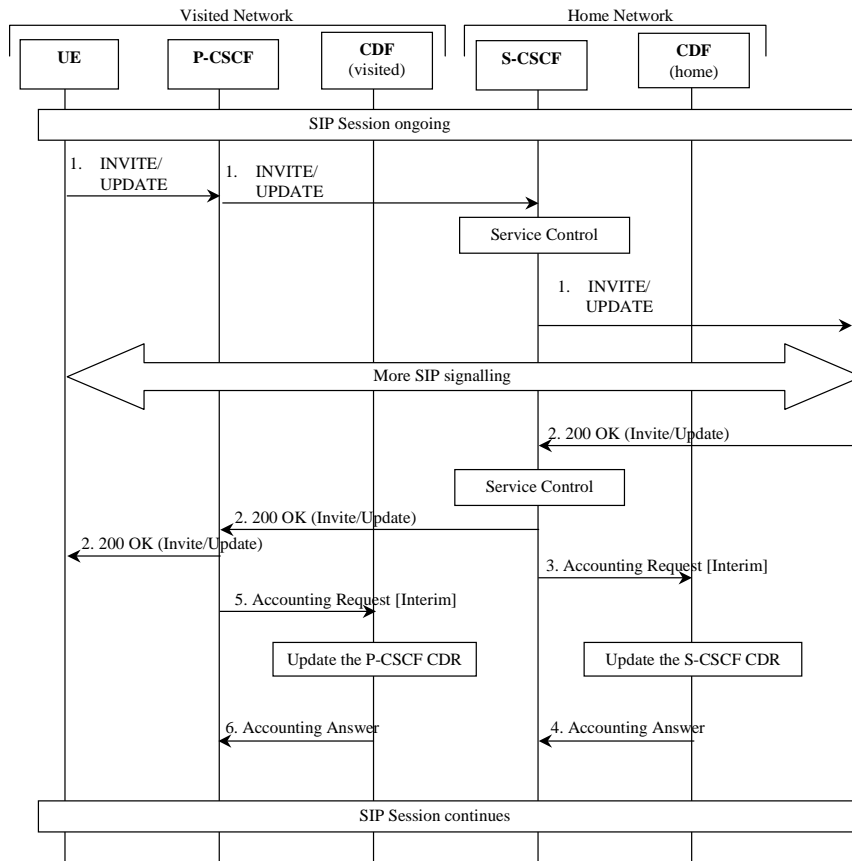 Visited Network
Home Network
UE
P-CSCF
CDF
(visited)
S-CSCF
CDF
(home)
SIP Session ongoing
1. INVITE/
UPDATE
1. INVITE/
UPDATE
Service Control
1. INVITE/
UPDATE
More SIP signalling
2. 200 OK (Invite/Update)
Service Control
2. 200 OK (Invite/Update)
2. 200 OK (Invite/Update)
3. Accounting Request [Interim]
5. Accounting Request [Interim]
Update the P-CSCF CDR
Update the S-CSCF CDR
6. Accounting Answer
4. Accounting Answer
SIP Session continues